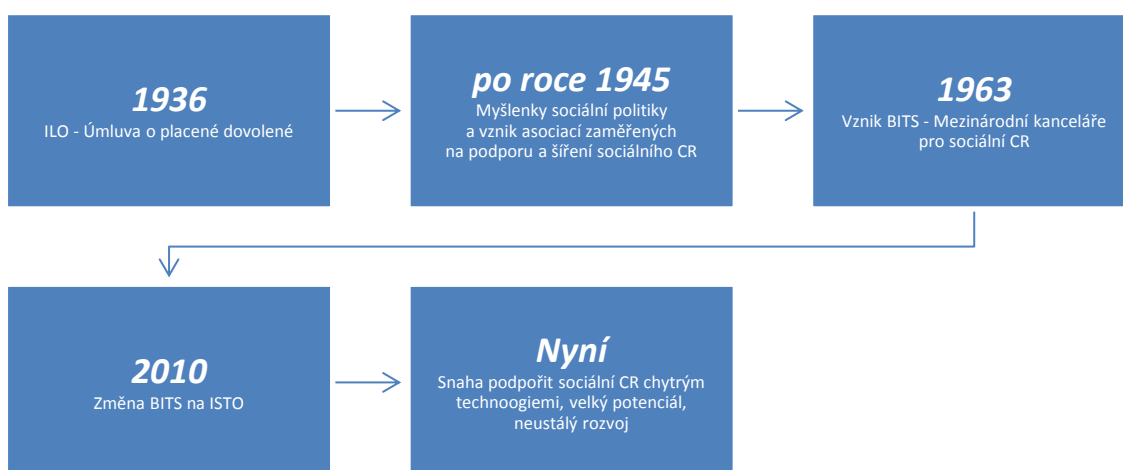 1936
ILO - Úmluva o placené dovolené
po roce 1945
Myšlenky sociální politiky
a vznik asociací zaměřených
na podporu a šíření sociálního CR
1963
Vznik BITS - Mezinárodní kanceláře
pro sociální CR
2010
Změna BITS na ISTO
Nyní
Snaha podpořit sociální CR chytrým
technoogiemi, velký potenciál,
neustálý rozvoj